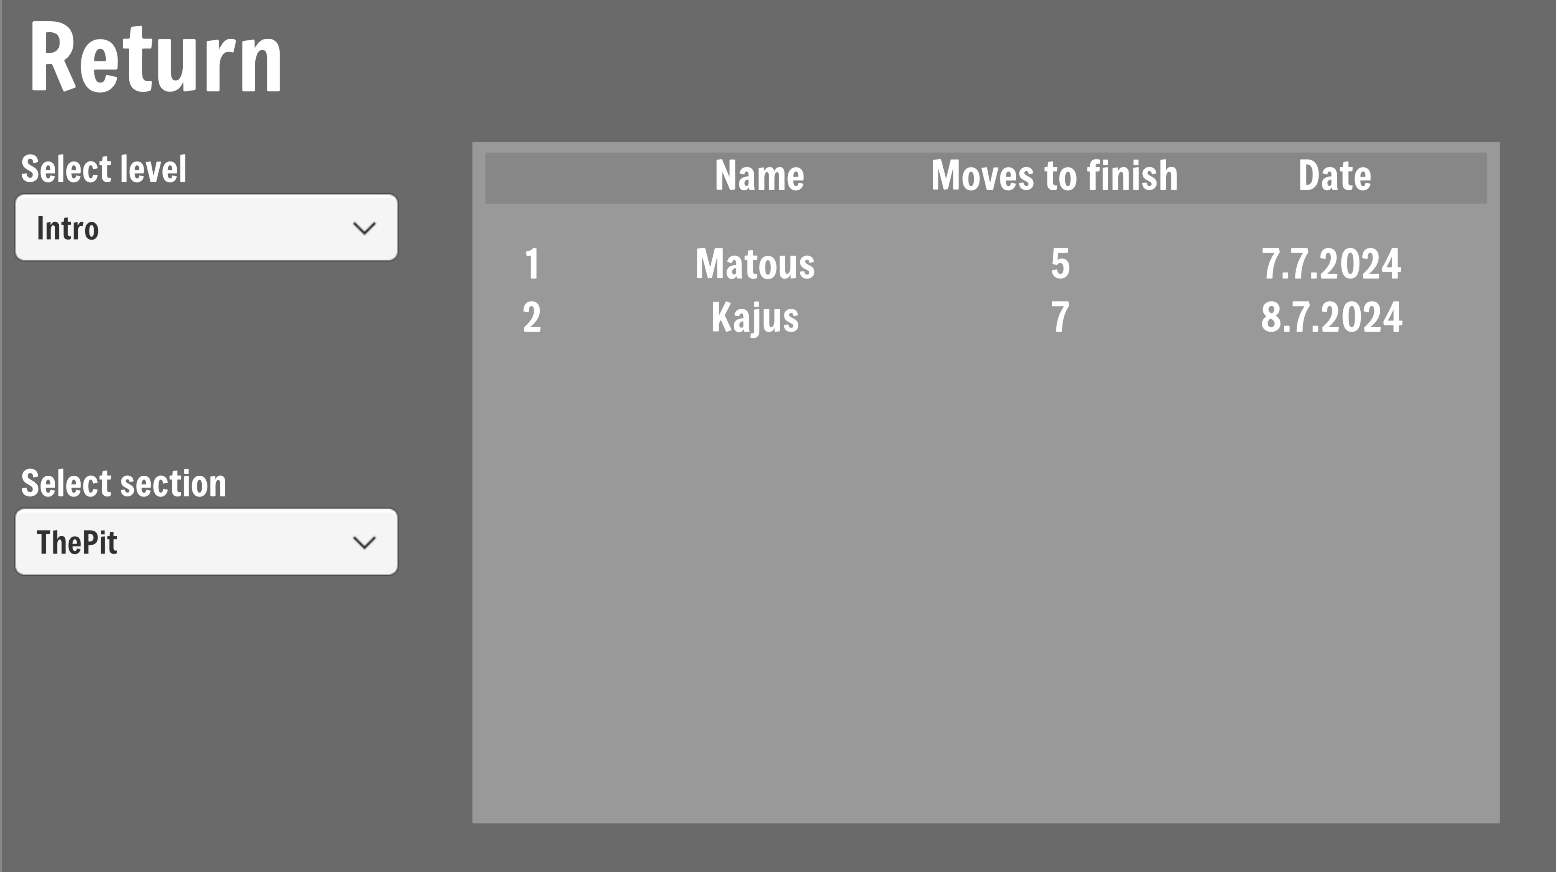 Return
Select level
Intro
Select section
ThePit
Name Moves to finish Date
1 Matous 5 7.7.2024
2 Kajus 7 8.7.2024